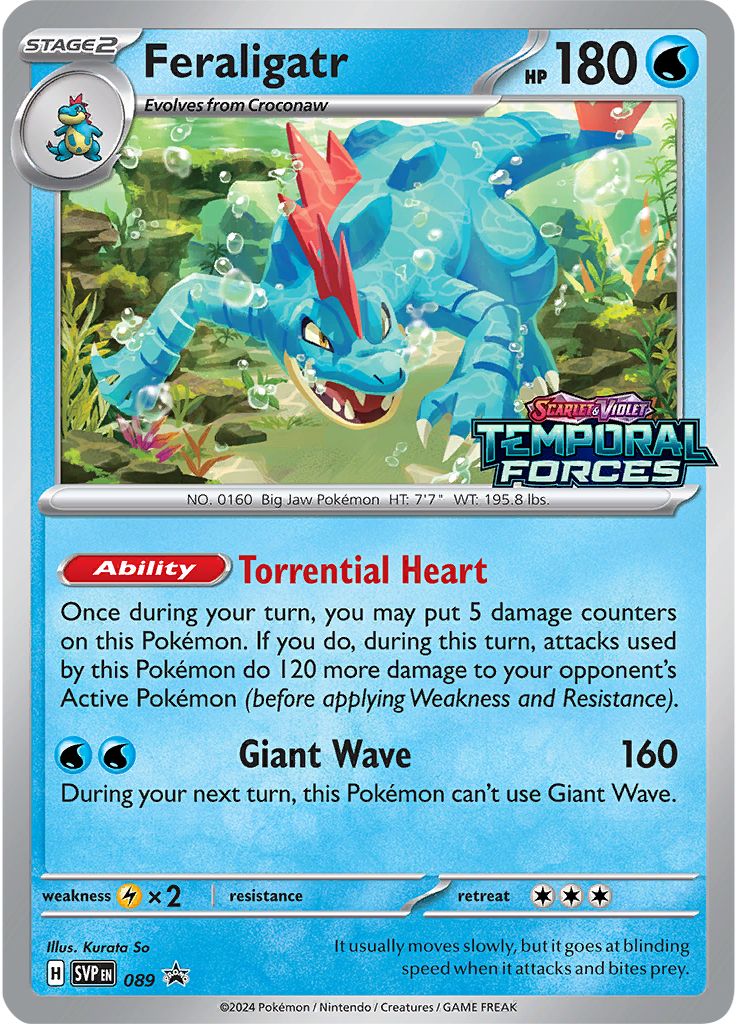 STAGE2
Feraligatr
HP 180
Evolves from Croconaw
SCARLET & VIOLET
TEMPORAL
FORCES
NO. 0160 Big Jaw Pokémon HT: 7'7" WT: 195.8 lbs.
Ability Torrential Heart
Once during your turn, you may put 5 damage counters
on this Pokémon. If you do, during this turn, attacks used
by this Pokémon do 120 more damage to your opponent's
Active Pokémon (before applying Weakness and Resistance).
Giant Wave 160
During your next turn, this Pokémon can't use Giant Wave.
weakness ×2 resistance retreat
Illus. Kurata So
H SVP EN 089 PROMO
It usually moves slowly, but it goes at blinding
speed when it attacks and bites prey.
©2024 Pokémon / Nintendo / Creatures / GAME FREAK